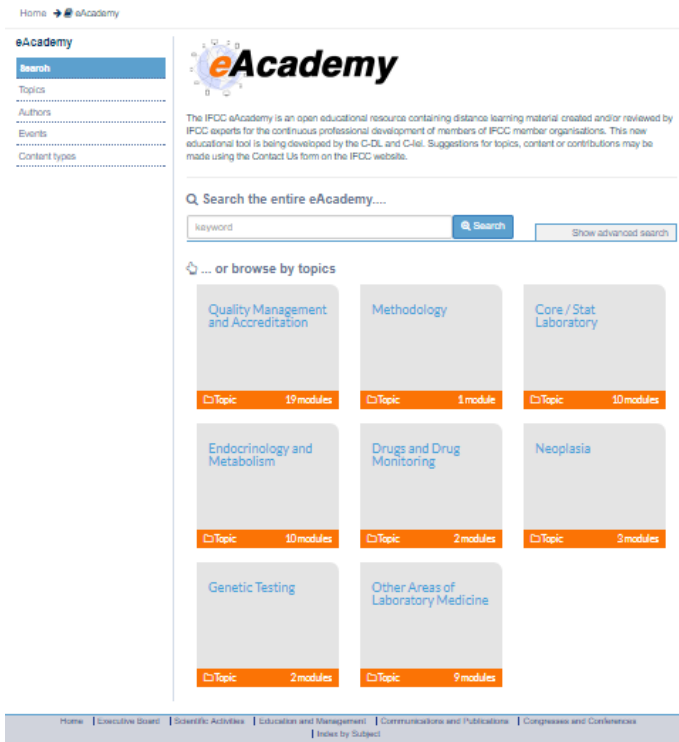 Home eAcademy
eAcademy
Search
Topics
Authors
Events
Content types
eAcademy
The IFCC eAcademy is an open educational resource containing distance learning material created and/or reviewed by
IFCC experts for the continuous professional development of members of IFCC member organisations. This new
educational tool is being developed by the C-DL and C-IeL. Suggestions for topics, content or contributions may be
made using the Contact Us form on the IFCC website.
Search the entire eAcademy....
keyword
Search
Show advanced search
... or browse by topics
Quality Management
and Accreditation
Topic 19 modules
Methodology
Topic 1 module
Core / Stat
Laboratory
Topic 10 modules
Endocrinology and
Metabolism
Topic 10 modules
Drugs and Drug
Monitoring
Topic 2 modules
Neoplasia
Topic 3 modules
Genetic Testing
Topic 2 modules
Other Areas of
Laboratory Medicine
Topic 9 modules
Home | Executive Board | Scientific Activities | Education and Management | Communications and Publications | Congresses and Conferences
| Index by Subject